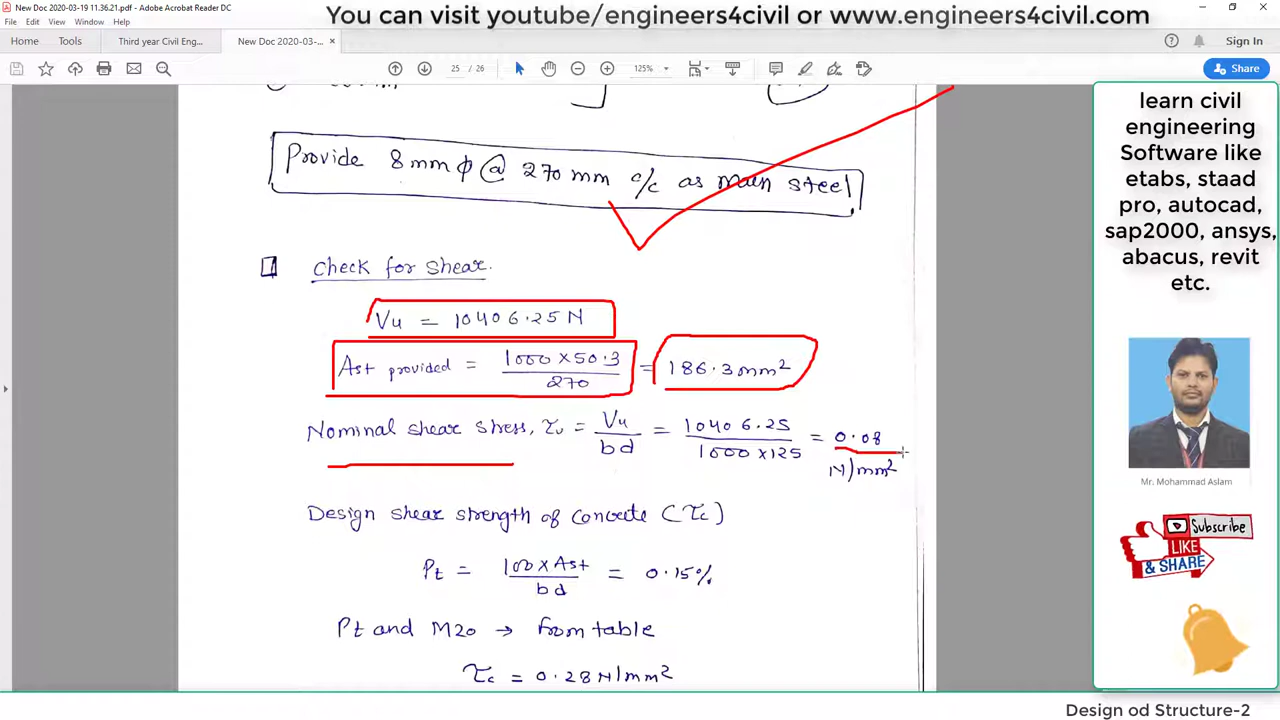 New Doc 2020-03-19 11.36.21.pdf - Adobe Acrobat Reader DC
You can visit youtube/engineers4civil or www.engineers4civil.com
File Edit View Window Help
Home Tools Third year Civil Eng... New Doc 2020-03-... × Sign In
25 / 26 125% Share
Provide 8mm ϕ @ 270 mm c/c as main steel
Check for shear.
Vu = 10406.25 N
Ast provided = 1000 × 50.3 / 270 = 186.3 mm²
Nominal shear stress, τv = Vu / bd = 10406.25 / 1000 × 125 = 0.08
N/mm²
Design shear strength of concrete (τc)
Pt = 100 × Ast / bd = 0.15%
Pt and M20 → from table
τc = 0.28 N/mm²
learn civil
engineering
Software like
etabs, staad
pro, autocad,
sap2000, ansys,
abacus, revit
etc.
Mr. Mohammad Aslam
Subscribe
LIKE
& SHARE
Design od Structure-2